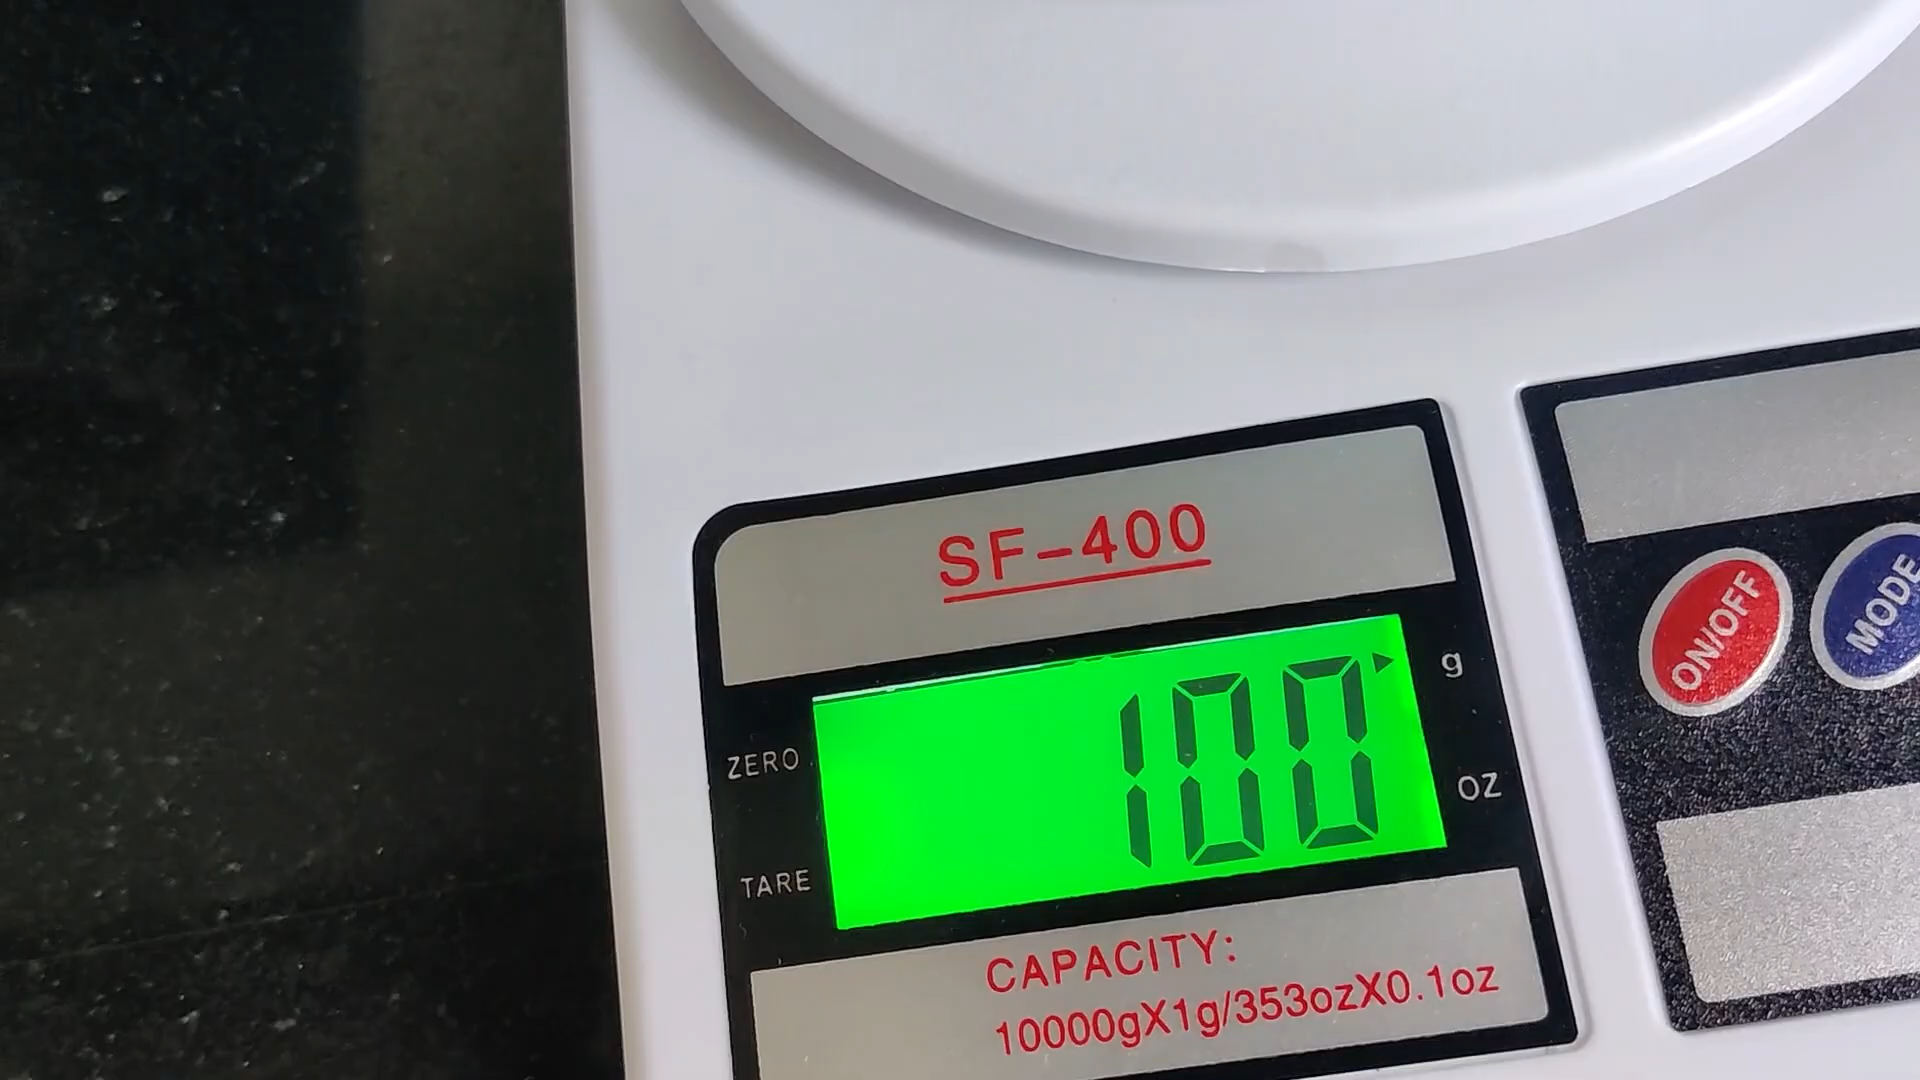 SF-400
100
g
oz
ZERO
TARE
CAPACITY:
10000gX1g/353ozX0.1oz
ON/OFF
MODE